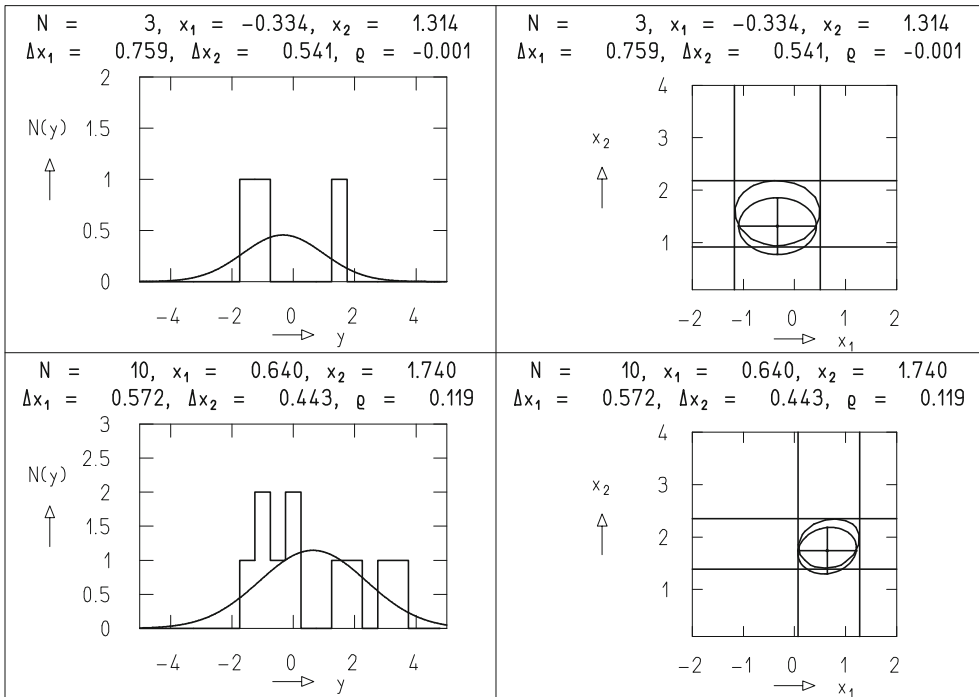 N = 3, x₁ = −0.334, x₂ = 1.314
Δx₁ = 0.759, Δx₂ = 0.541, ϱ = -0.001
2
1.5
N(y)
1
0.5
0
−4 −2 0 2 4
y
N = 3, x₁ = −0.334, x₂ = 1.314
Δx₁ = 0.759, Δx₂ = 0.541, ϱ = -0.001
4
x₂
3
2
1
−2 −1 0 1 2
x₁
N = 10, x₁ = 0.640, x₂ = 1.740
Δx₁ = 0.572, Δx₂ = 0.443, ϱ = 0.119
3
2.5
N(y)
2
1.5
1
0.5
0
−4 −2 0 2 4
y
N = 10, x₁ = 0.640, x₂ = 1.740
Δx₁ = 0.572, Δx₂ = 0.443, ϱ = 0.119
4
x₂
3
2
1
−2 −1 0 1 2
x₁